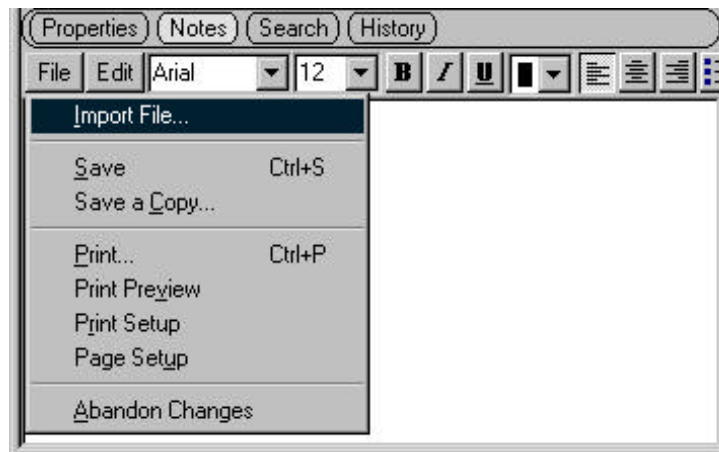 Properties Notes Search History
File Edit Arial 12 B I U
Import File...
Save Ctrl+S
Save a Copy...
Print... Ctrl+P
Print Preview
Print Setup
Page Setup
Abandon Changes